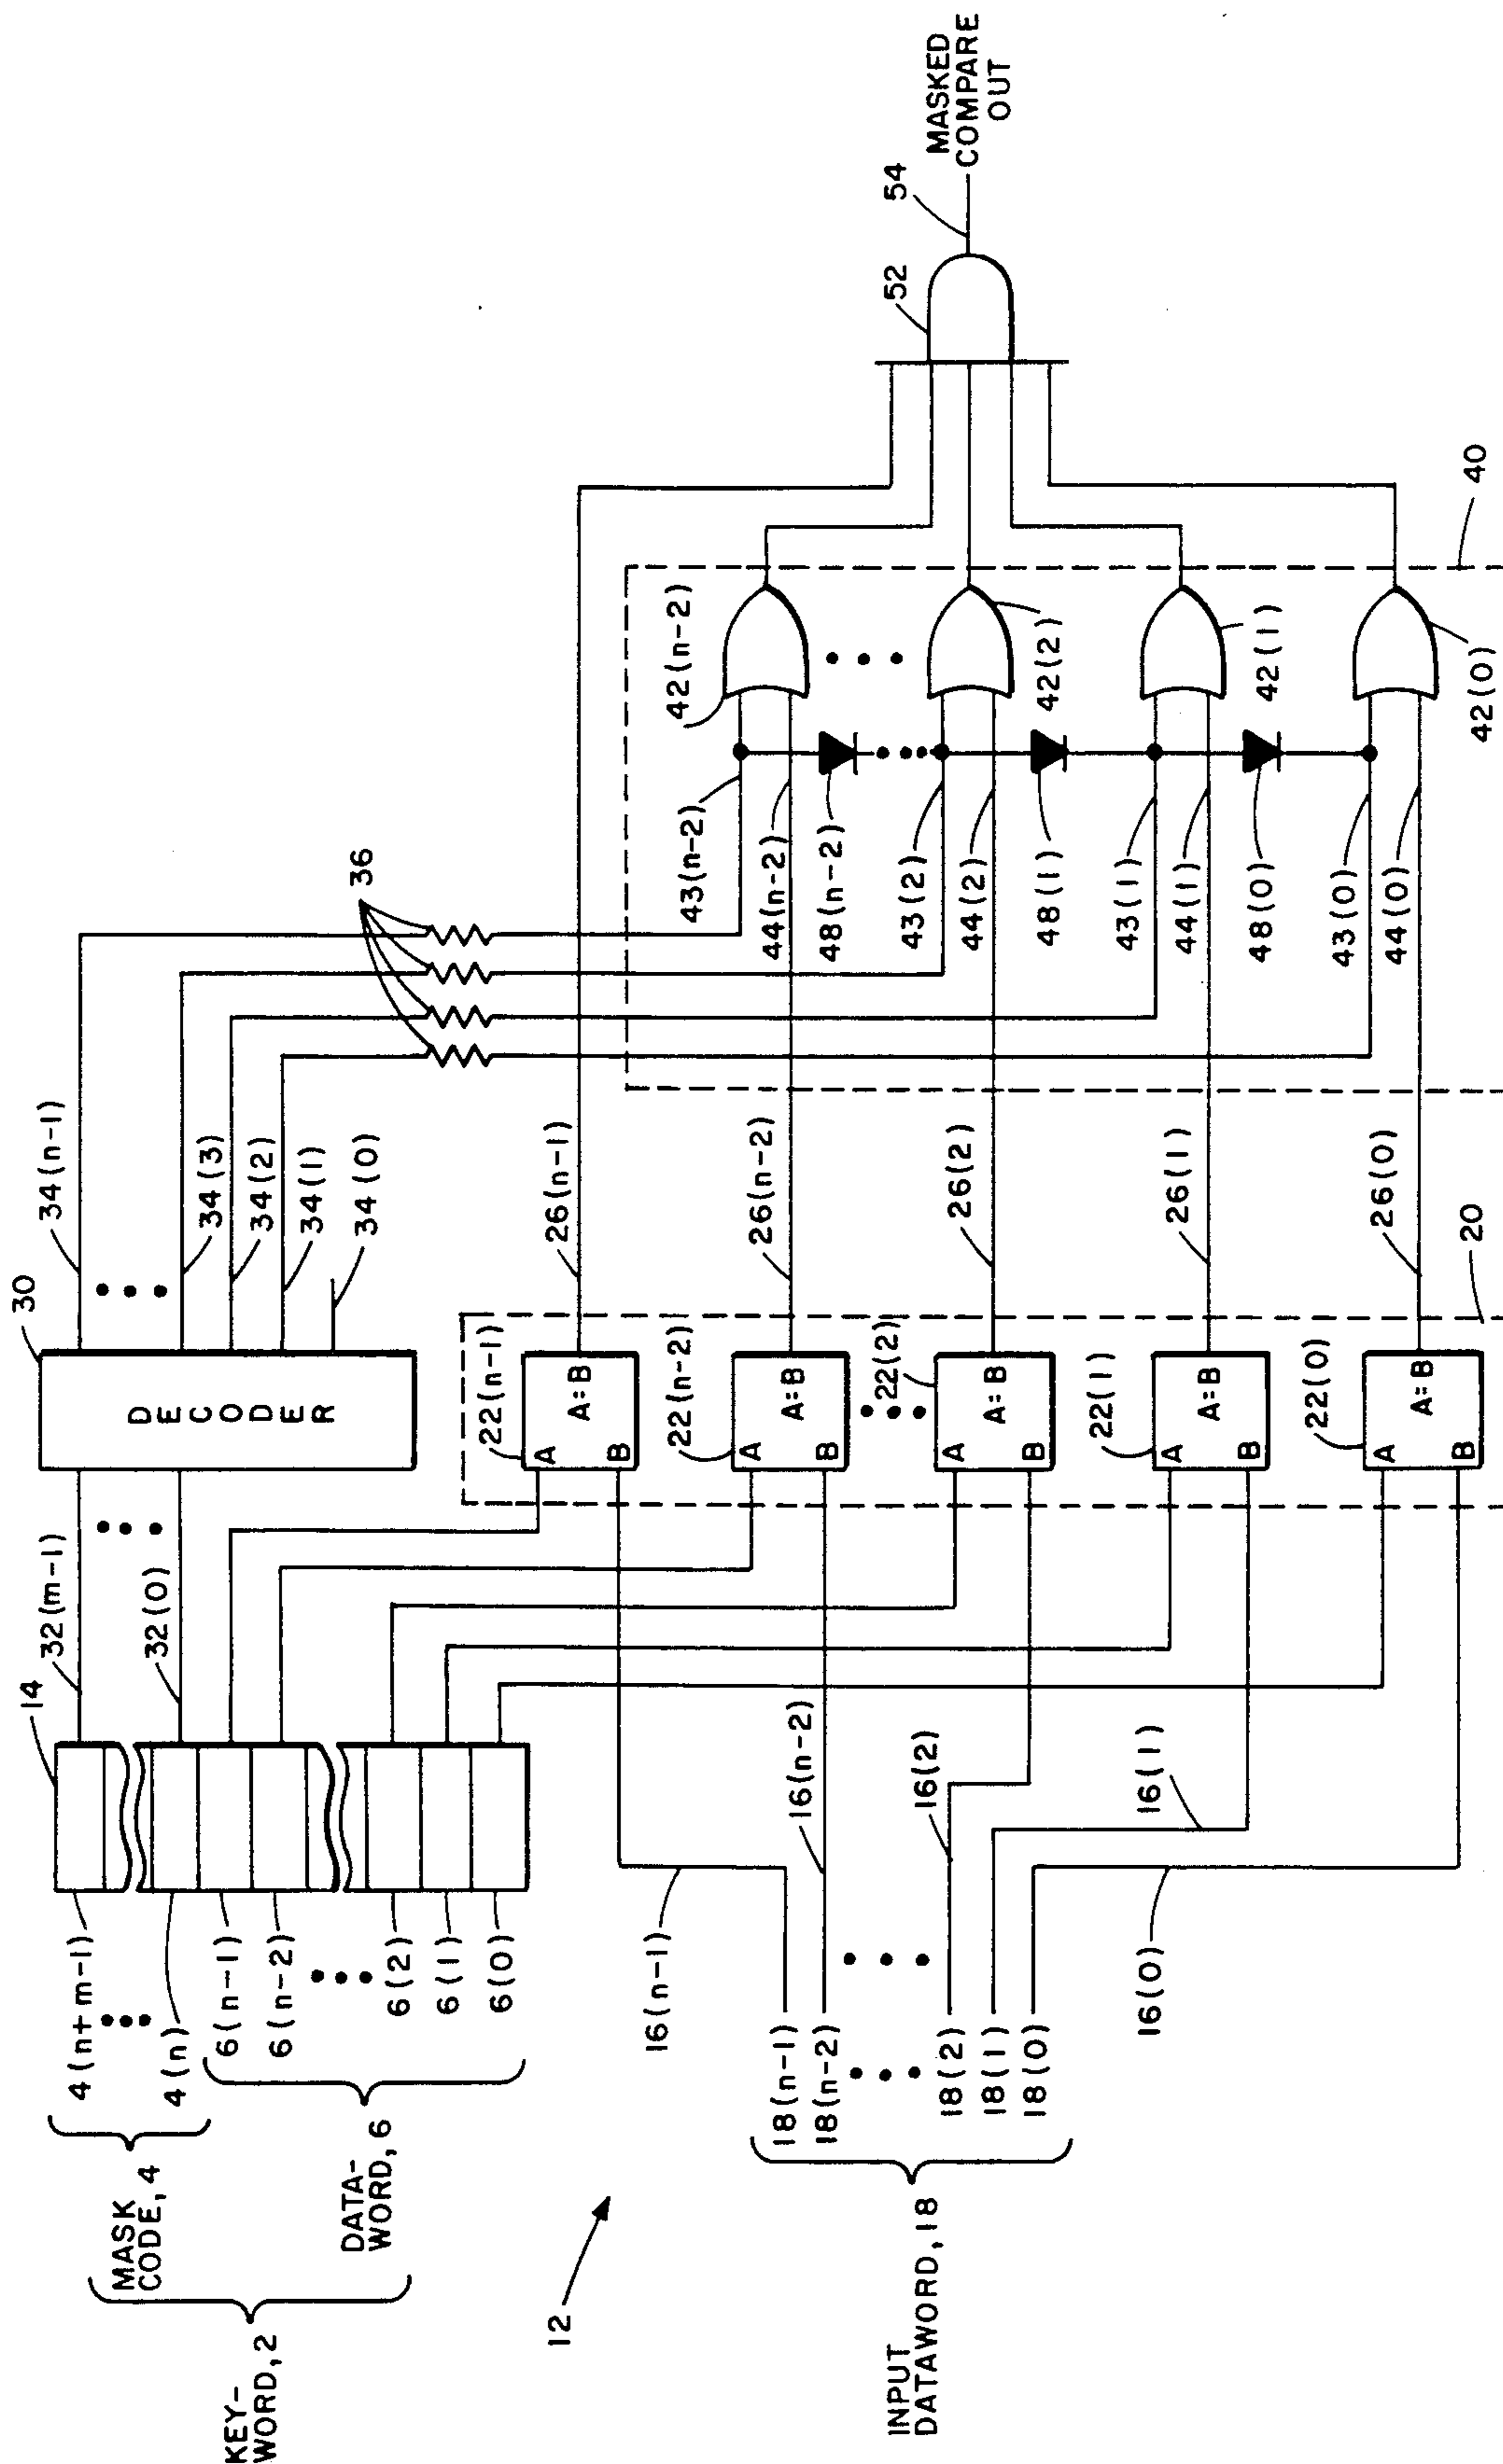 KEY-
WORD, 2
MASK
CODE, 4
DATA-
WORD, 6
4(n+m-1)
4(n)
6(n-1)
6(n-2)
6(2)
6(1)
6(0)
14
32(m-1)
32(0)
30
DECODER
34(n-1)
34(3)
34(2)
34(1)
34(0)
36
12
INPUT
DATAWORD, 18
18(n-1)
18(n-2)
18(2)
18(1)
18(0)
16(n-1)
16(n-2)
16(2)
16(1)
16(0)
20
22(n-1)
A
B
A=B
22(n-2)
A
B
A=B
22(2)
A
B
A=B
22(1)
A
B
A=B
22(0)
A
B
A=B
26(n-1)
26(n-2)
26(2)
26(1)
26(0)
43(n-2)
44(n-2)
48(n-2)
43(2)
44(2)
48(1)
43(1)
44(1)
48(0)
43(0)
44(0)
42(n-2)
42(2)
42(1)
42(0)
40
52
54
MASKED
COMPARE
OUT